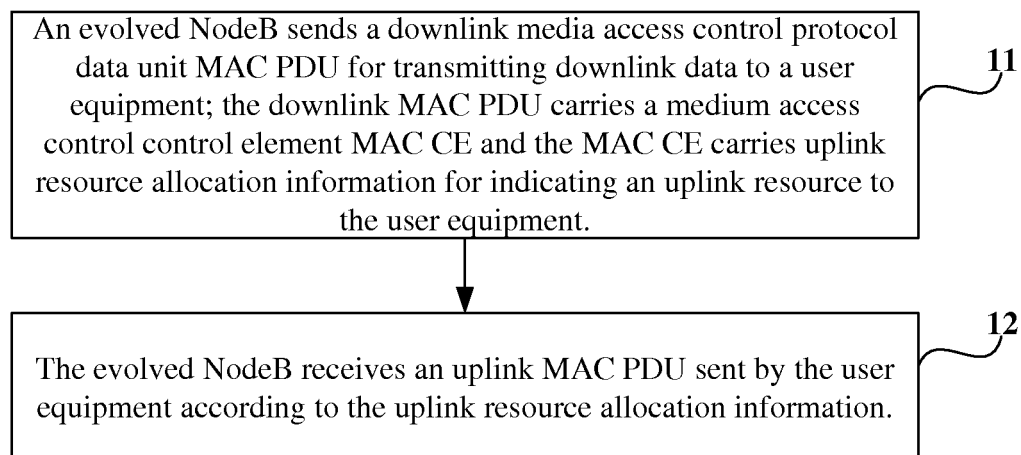 An evolved NodeB sends a downlink media access control protocol
data unit MAC PDU for transmitting downlink data to a user
equipment; the downlink MAC PDU carries a medium access
control control element MAC CE and the MAC CE carries uplink
resource allocation information for indicating an uplink resource to
the user equipment.
11
The evolved NodeB receives an uplink MAC PDU sent by the user
equipment according to the uplink resource allocation information.
12